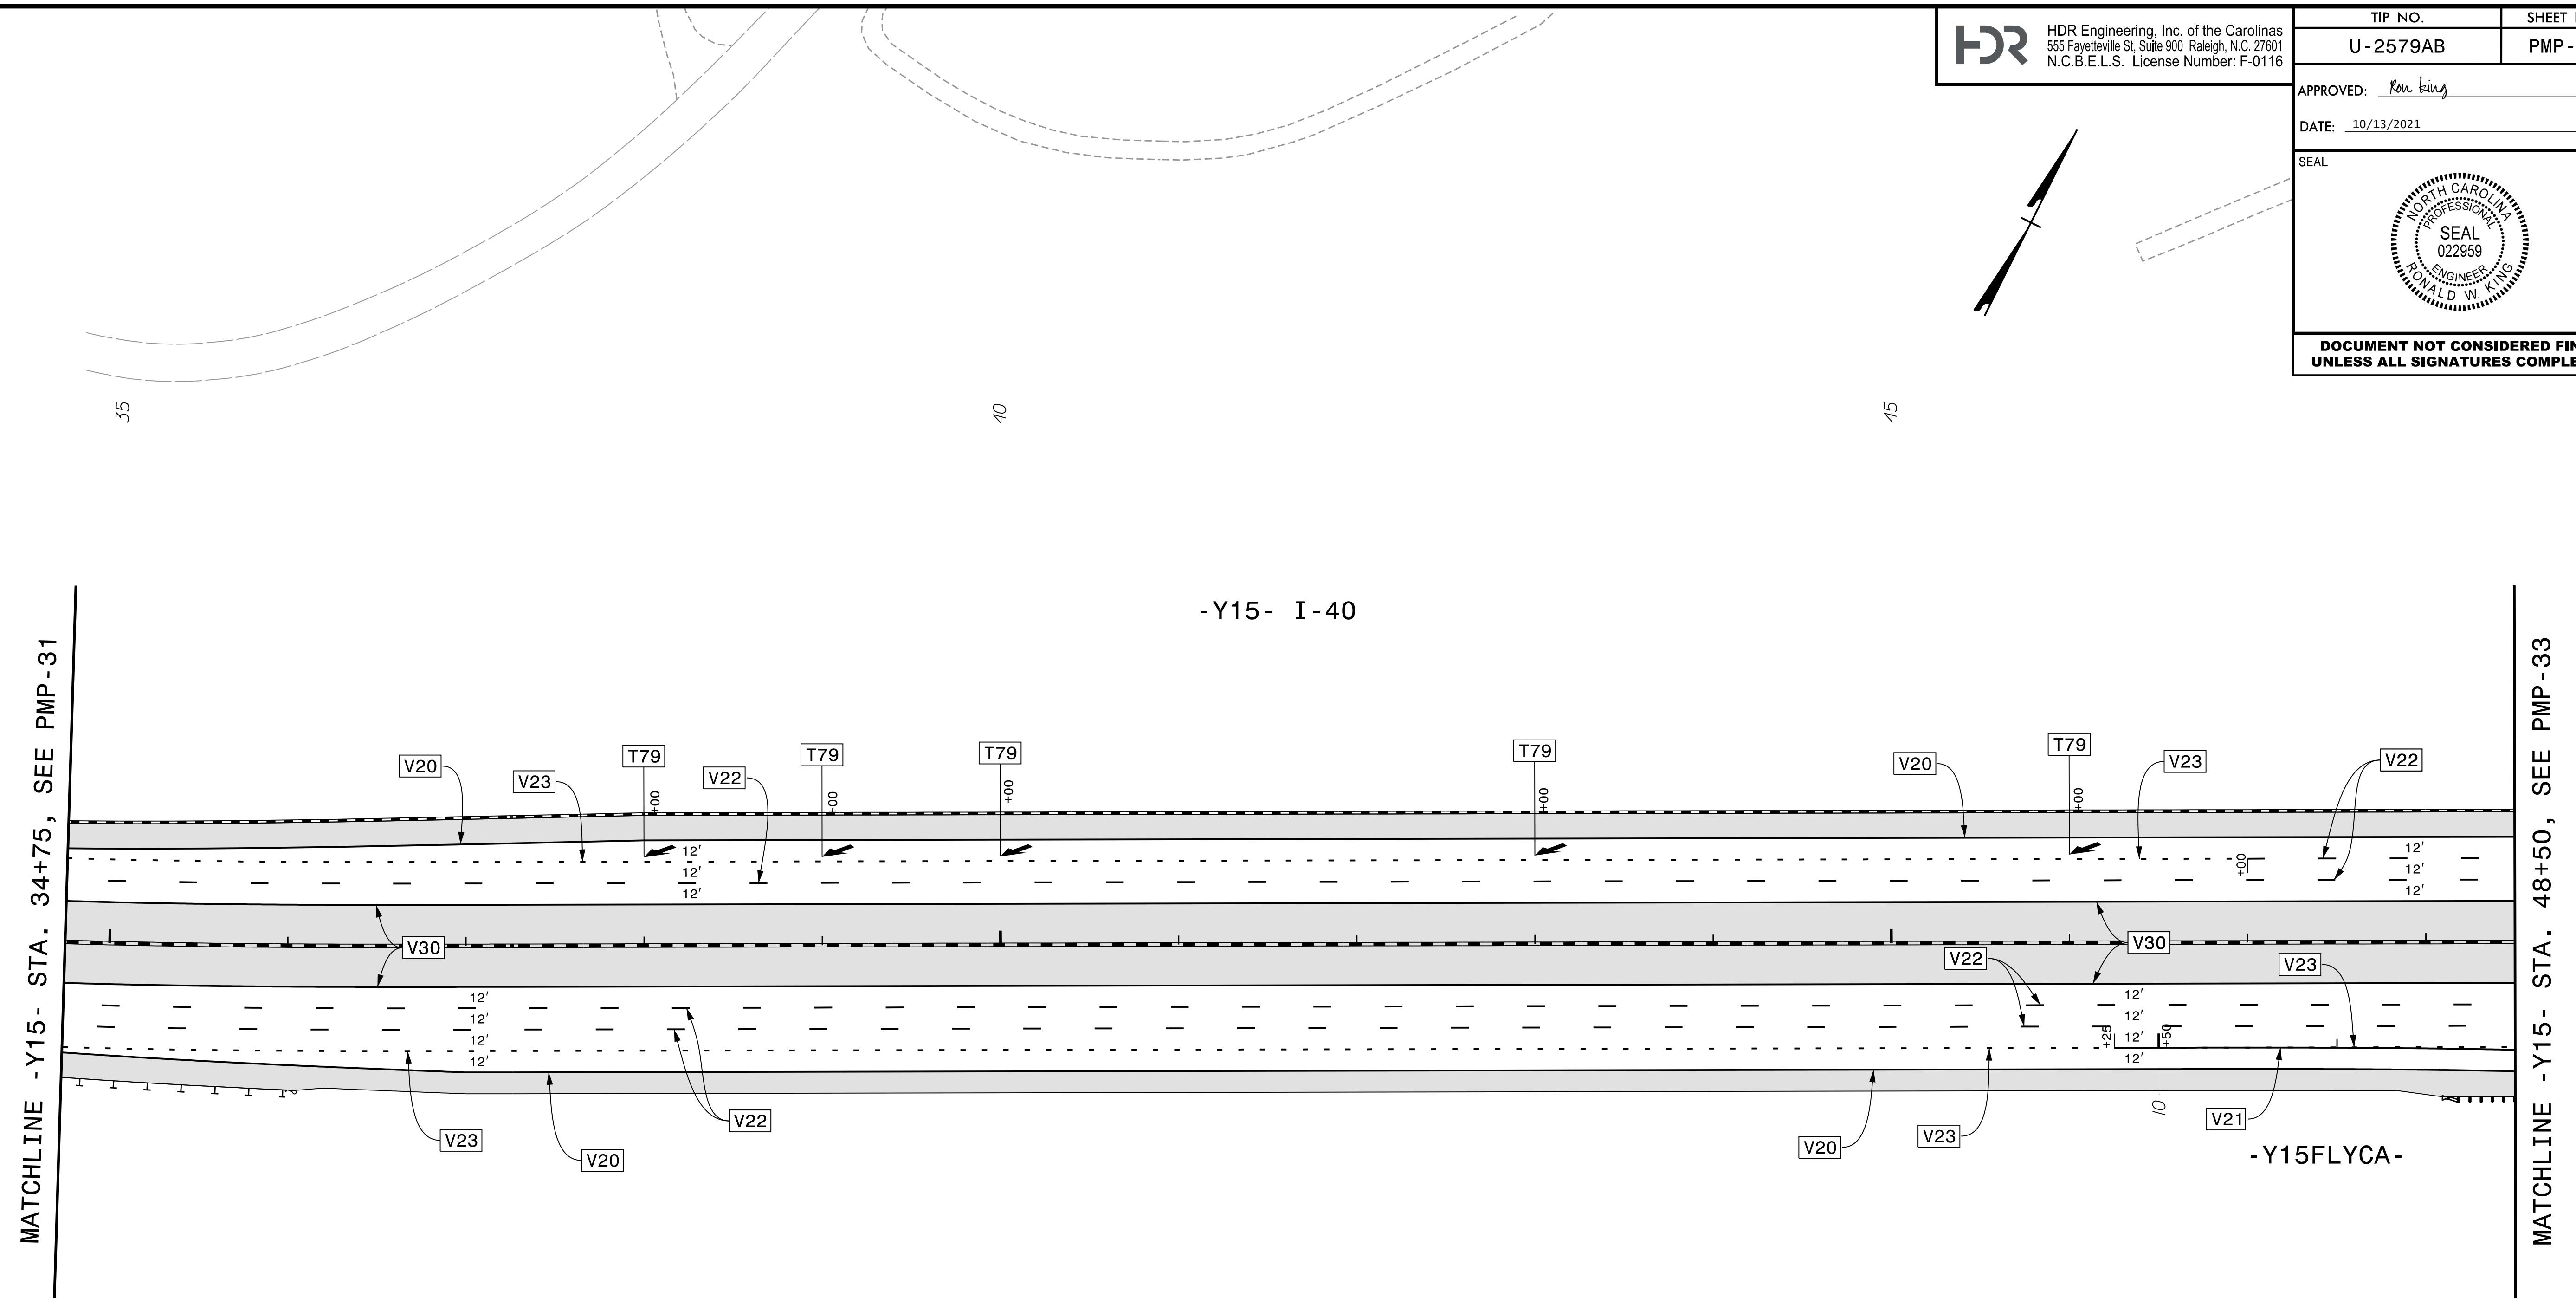 HDR
HDR Engineering, Inc. of the Carolinas
555 Fayetteville St, Suite 900 Raleigh, N.C. 27601
N.C.B.E.L.S. License Number: F-0116
TIP NO.
SHEET
U-2579AB
PMP-
APPROVED: Ron King
DATE: 10/13/2021
SEAL
NORTH CAROLINA
PROFESSIONAL
SEAL
022959
ENGINEER
RONALD W. KING
DOCUMENT NOT CONSIDERED FIN
UNLESS ALL SIGNATURES COMPLE
35
40
45
-Y15- I-40
MATCHLINE -Y15- STA. 34+75, SEE PMP-31
MATCHLINE -Y15- STA. 48+50, SEE PMP-33
V20
V23
T79
V22
T79
T79
T79
V20
T79
V23
V22
+00
+00
+00
+00
+00
12'
12'
12'
+00
12'
12'
12'
V30
V30
V22
V23
12'
12'
12'
12'
12'
12'
12'
12'
+25
+50
10
V23
V20
V22
V20
V23
V21
-Y15FLYCA-